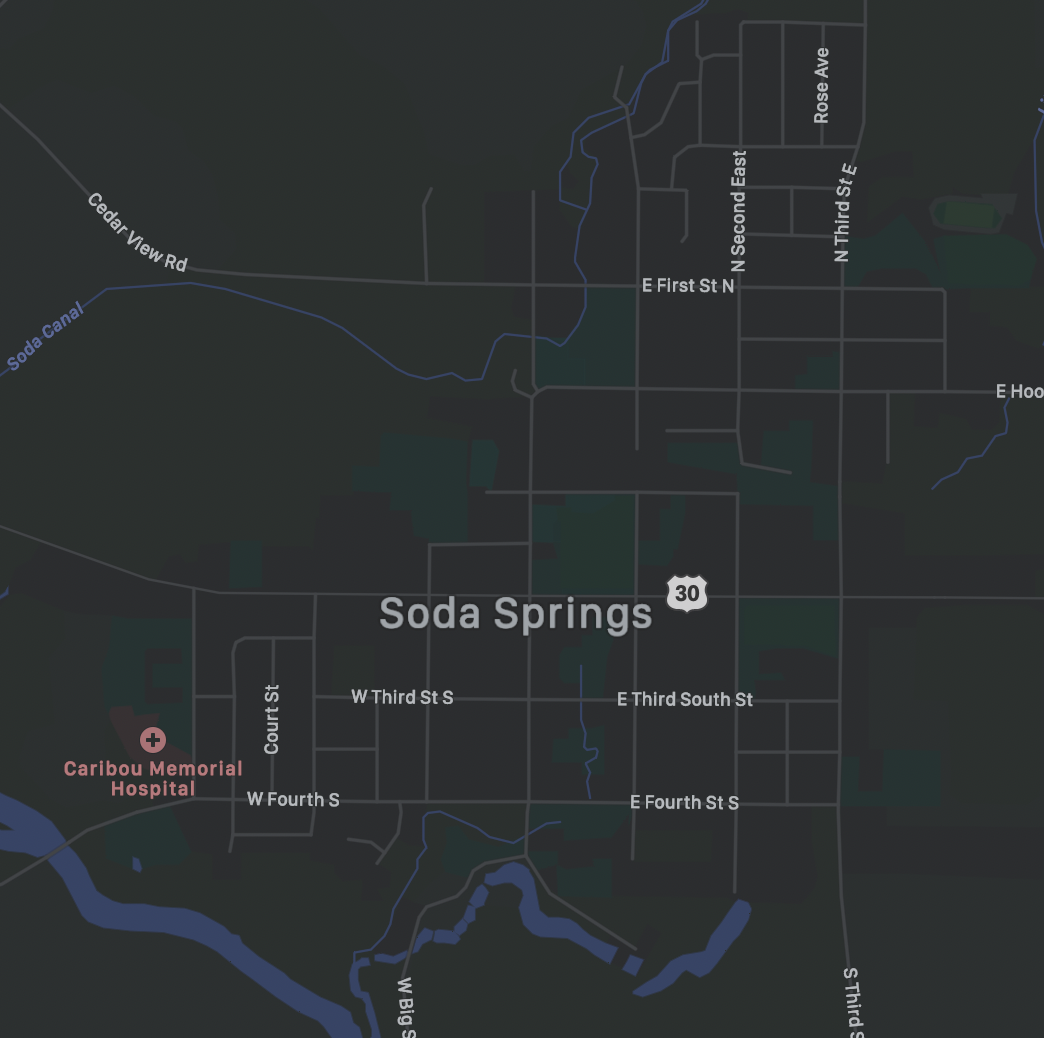 Rose Ave
N Second East
N Third St E
Cedar View Rd
E First St N
Soda Canal
E Hoo
30
Soda Springs
W Third St S
E Third South St
Court St
Caribou Memorial
Hospital
W Fourth S
E Fourth St S
W Big S
S Third S